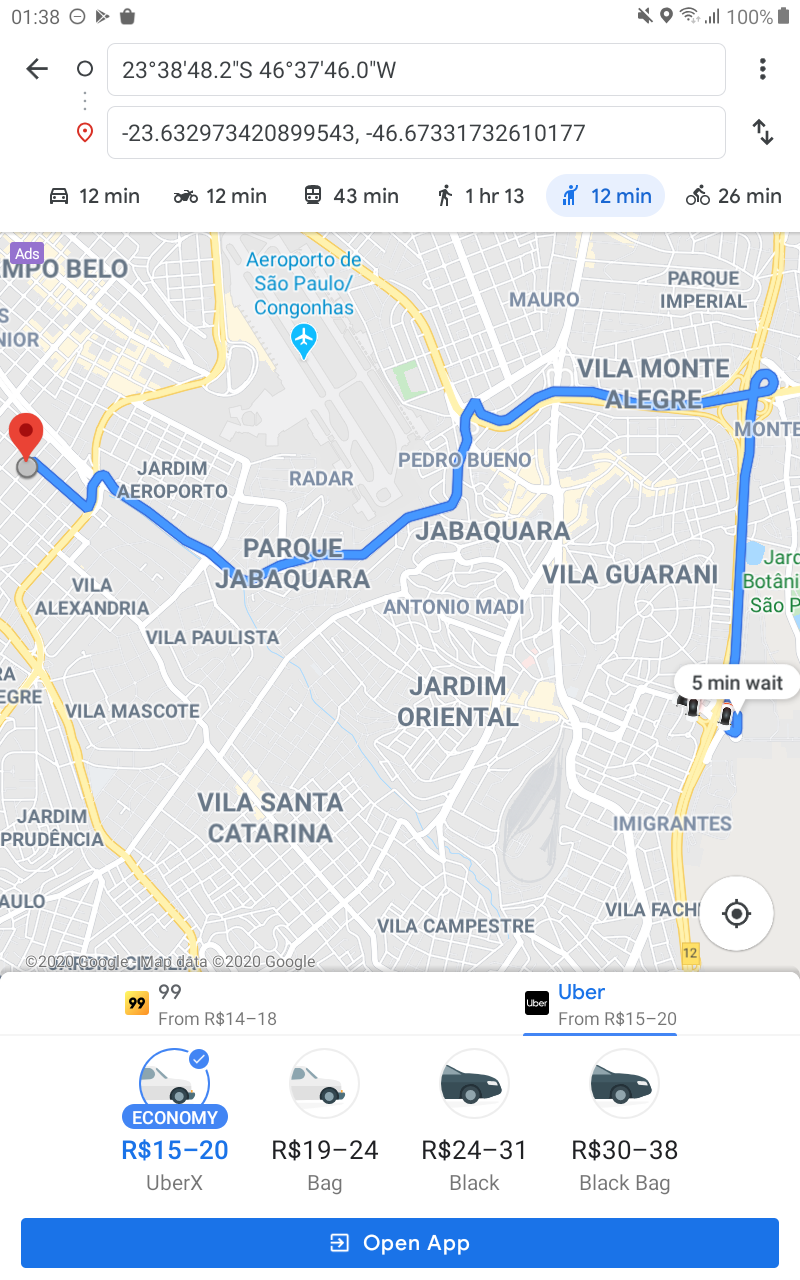 01:38
100%
23°38'48.2"S 46°37'46.0"W
-23.632973420899543, -46.67331732610177
12 min
12 min
43 min
1 hr 13
12 min
26 min
Ads
MPO BELO
Aeroporto de
São Paulo/
Congonhas
MAURO
PARQUE
IMPERIAL
S
NIOR
VILA MONTE
ALEGRE
MONTE
JARDIM
AEROPORTO
RADAR
PEDRO BUENO
JABAQUARA
PARQUE
JABAQUARA
VILA GUARANI
Jard
Botâni
São P
VILA
ALEXANDRIA
ANTONIO MADI
VILA PAULISTA
RA
EGRE
JARDIM
ORIENTAL
5 min wait
VILA MASCOTE
VILA SANTA
CATARINA
JARDIM
PRUDÊNCIA
IMIGRANTES
AULO
VILA CAMPESTRE
VILA FACHI
12
©2020 Google - Map data ©2020 Google
99
99
From R$14–18
Uber
Uber
From R$15–20
ECONOMY
R$15–20
UberX
R$19–24
Bag
R$24–31
Black
R$30–38
Black Bag
Open App